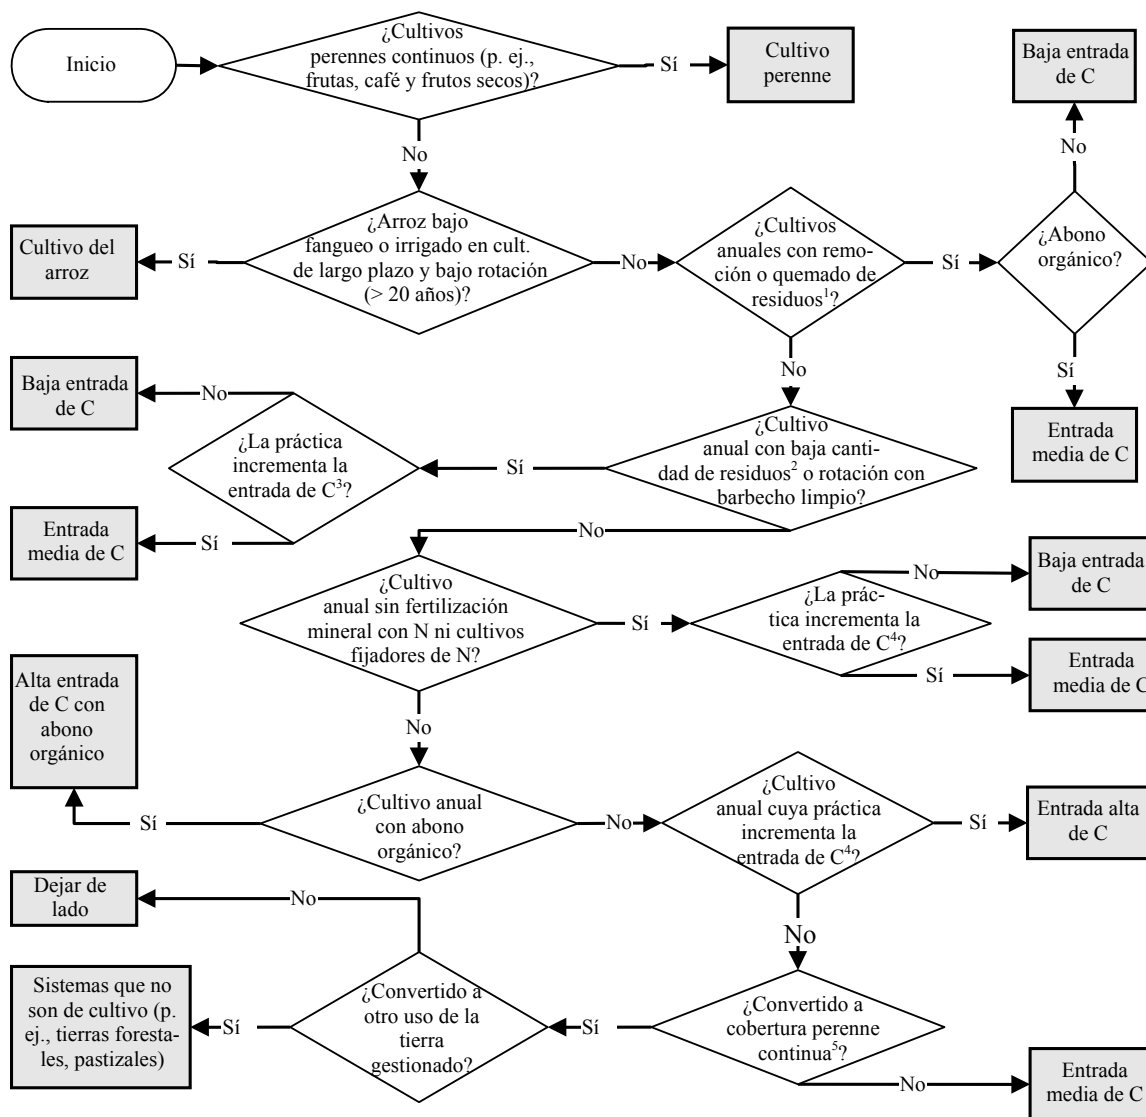 Inicio
¿Cultivos
perennes continuos (p. ej.,
frutas, café y frutos secos)?
Sí
Cultivo
perenne
No
¿Arroz bajo
fangueo o irrigado en cult.
de largo plazo y bajo rotación
(> 20 años)?
Sí
Cultivo del
arroz
No
¿Cultivos
anuales con remo-
ción o quemado de
residuos¹?
Sí
¿Abono
orgánico?
No
Baja entrada
de C
Sí
Entrada
media de C
No
¿Cultivo
anual con baja canti-
dad de residuos² o rotación con
barbecho limpio?
Sí
¿La práctica
incrementa la
entrada de C³?
No
Baja entrada
de C
Sí
Entrada
media de C
No
¿Cultivo
anual sin fertilización
mineral con N ni cultivos
fijadores de N?
Sí
¿La prác-
tica incrementa la
entrada de C⁴?
No
Baja entrada
de C
Sí
Entrada
media de C
No
¿Cultivo anual
con abono
orgánico?
Sí
Alta entrada
de C con
abono
orgánico
No
¿Cultivo
anual cuya práctica
incrementa la
entrada de C⁴?
Sí
Entrada alta
de C
No
¿Convertido a
cobertura perenne
continua⁵?
No
Entrada
media de C
Sí
¿Convertido a
otro uso de la
tierra
gestionado?
No
Dejar de
lado
Sí
Sistemas que no
son de cultivo (p.
ej., tierras foresta-
les, pastizales)